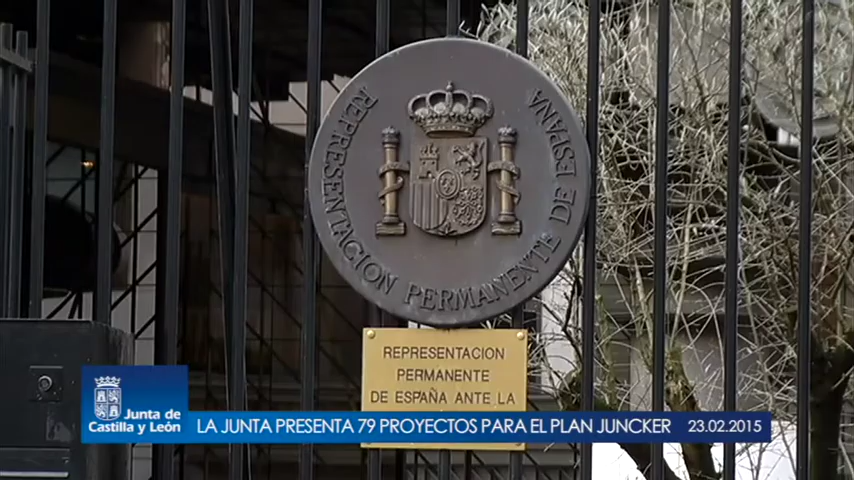 REPRESENTACION PERMANENTE DE ESPAÑA
REPRESENTACION
PERMANENTE
DE ESPAÑA ANTE LA
Junta de
Castilla y León
LA JUNTA PRESENTA 79 PROYECTOS PARA EL PLAN JUNCKER 23.02.2015